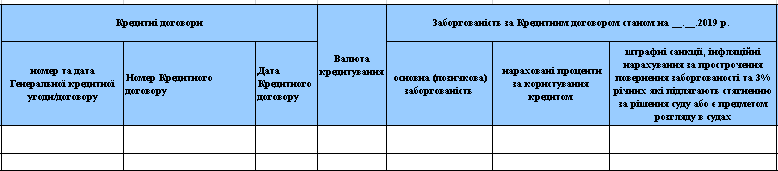 Кредитні договори
Заборгованість за Кредитним договором станом на __.__.2019 р.
номер та дата
Генеральної кредитної
угоди/договору
Номер Кредитного
договору
Дата
Кредитного
договору
Валюта
кредитування
основна (позичкова)
заборгованість
нараховані проценти
за користування
кредитом
штрафні санкції, інфляційні
нарахування за прострочення
повернення заборгованості та 3%
річних які підлягають стягненню
за рішення суду або є предметом
розгляду в судах